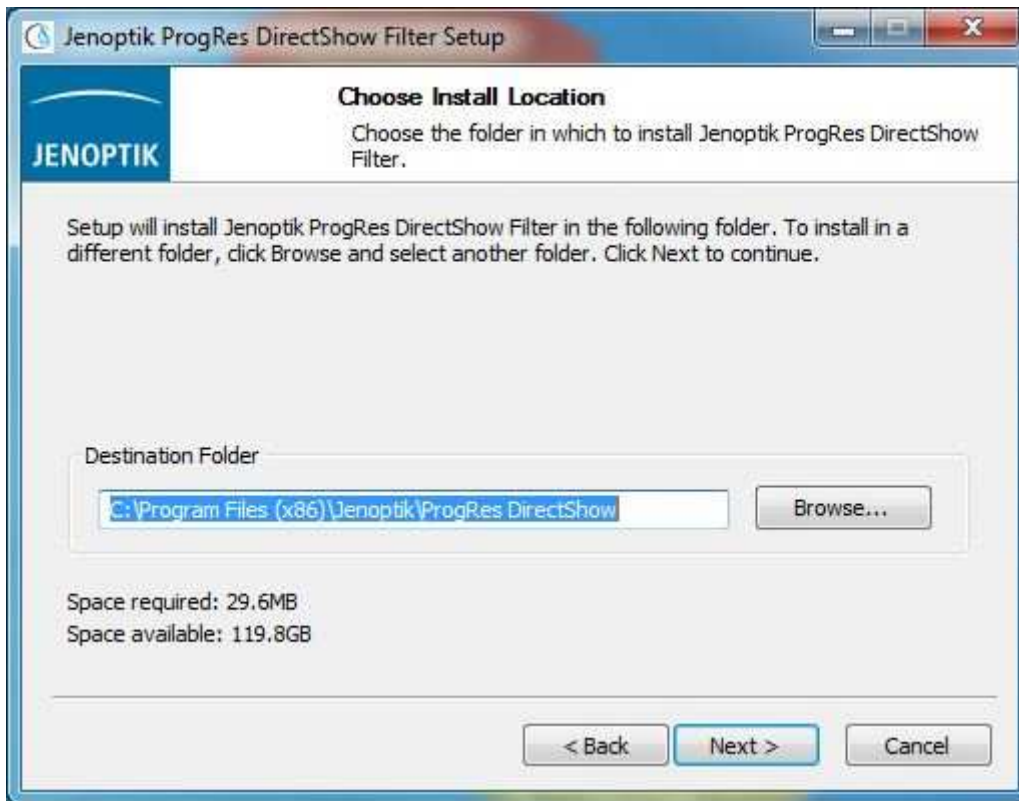 Jenoptik ProgRes DirectShow Filter Setup
JENOPTIK
Choose Install Location
Choose the folder in which to install Jenoptik ProgRes DirectShow
Filter.
Setup will install Jenoptik ProgRes DirectShow Filter in the following folder. To install in a
different folder, click Browse and select another folder. Click Next to continue.
Destination Folder
C:\Program Files (x86)\Jenoptik\ProgRes DirectShow
Browse...
Space required: 29.6MB
Space available: 119.8GB
< Back
Next >
Cancel